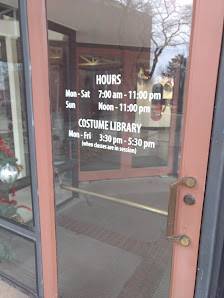 HOURS
Mon - Sat 7:00 am - 11:00 pm
Sun Noon - 11:00 pm
COSTUME LIBRARY
Mon - Fri 3:30 pm - 5:30 pm
(when classes are in session)